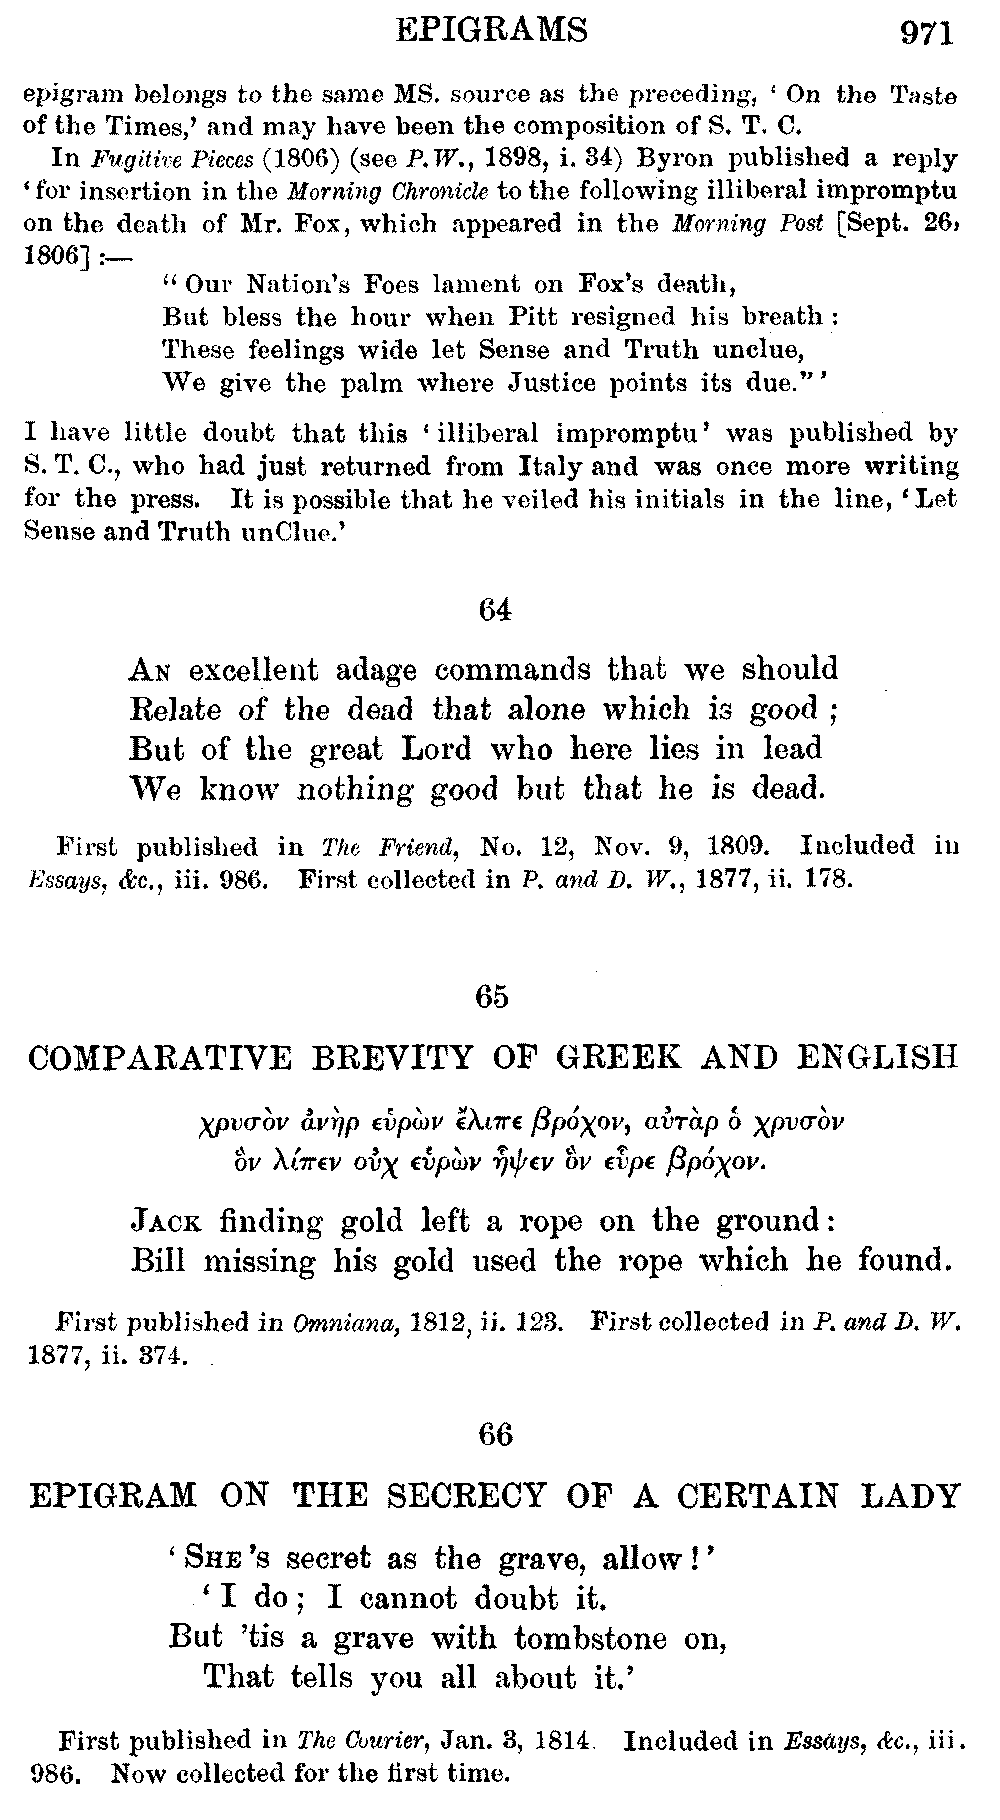 EPIGRAMS 971
epigram belongs to the same MS. source as the preceding, ‘ On the Taste
of the Times,’ and may have been the composition of S. T. C.
In Fugitive Pieces (1806) (see P. W., 1898, i. 34) Byron published a reply
‘for insertion in the Morning Chronicle to the following illiberal impromptu
on the death of Mr. Fox, which appeared in the Morning Post [Sept. 26,
1806] :—
“ Our Nation’s Foes lament on Fox’s death,
But bless the hour when Pitt resigned his breath :
These feelings wide let Sense and Truth unclue,
We give the palm where Justice points its due.” ’
I have little doubt that this ‘illiberal impromptu’ was published by
S. T. C., who had just returned from Italy and was once more writing
for the press. It is possible that he veiled his initials in the line, ‘Let
Sense and Truth unClue.’
64
AN excellent adage commands that we should
Relate of the dead that alone which is good ;
But of the great Lord who here lies in lead
We know nothing good but that he is dead.
First published in The Friend, No. 12, Nov. 9, 1809. Included in
Essays, &c., iii. 986. First collected in P. and D. W., 1877, ii. 178.
65
COMPARATIVE BREVITY OF GREEK AND ENGLISH
χρυσὸν ἀνὴρ εὑρὼν ἔλιπε βρόχον, αὐτὰρ ὁ χρυσὸν
ὃν λίπεν οὐχ εὑρὼν ἧψεν ὃν εὗρε βρόχον.
JACK finding gold left a rope on the ground :
Bill missing his gold used the rope which he found.
First published in Omniana, 1812, ii. 123. First collected in P. and D. W.
1877, ii. 374.
66
EPIGRAM ON THE SECRECY OF A CERTAIN LADY
‘ SHE ’s secret as the grave, allow !’
‘ I do ; I cannot doubt it.
But ’tis a grave with tombstone on,
That tells you all about it.’
First published in The Courier, Jan. 3, 1814. Included in Essays, &c., iii.
986. Now collected for the first time.